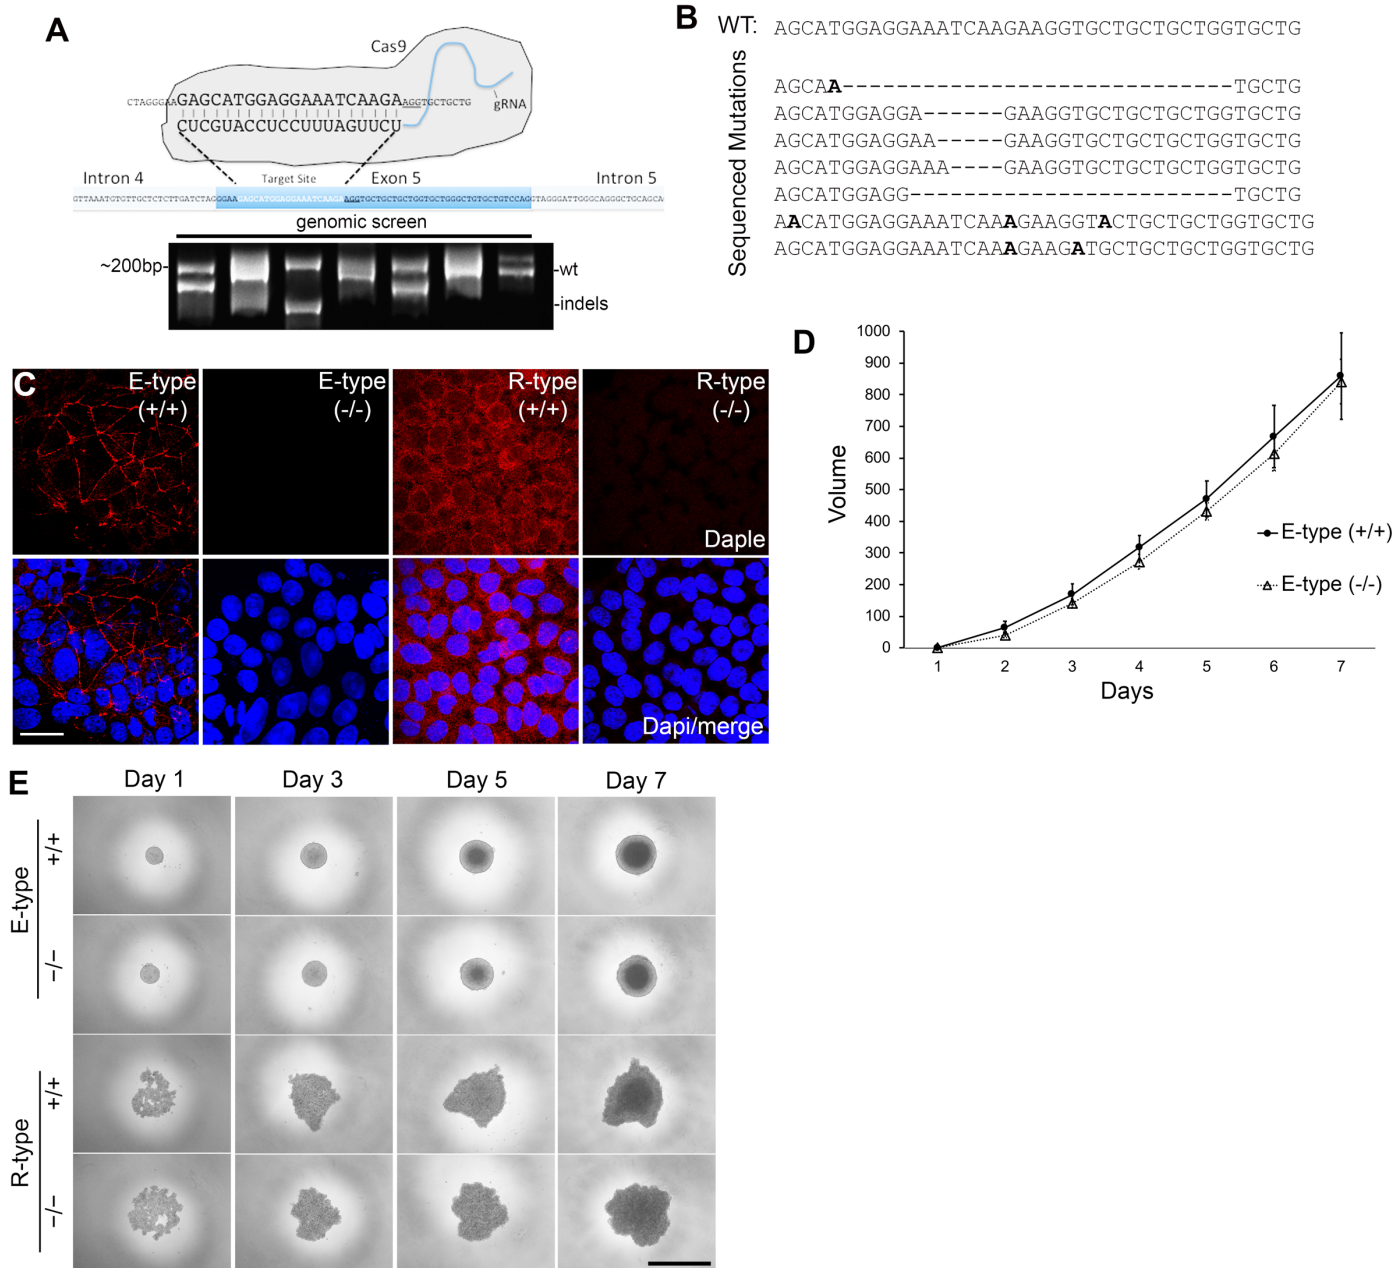 A
Cas9
CTAGGGAAGAGCATGGAGGAAATCAAGAAGGTGCTGCTG
gRNA
CUCGUACCUCCUUUAGUUCU
Intron 4 Target Site Exon 5 Intron 5
GTTAAATGTGTTGCTCTCTTGATCTAGGGAAGAGCATGGAGGAAATCAAGAAGGTGCTGCTGCTGGTGCTGGGCTGTGCTGTCCAGGTAGGGATTGGGCAGGGCTGCAGCA
genomic screen
~200bp-
-wt
-indels
B
WT: AGCATGGAGGAAATCAAGAAGGTGCTGCTGCTGGTGCTG
Sequenced Mutations
AGCAA-----------------------------TGCTG
AGCATGGAGGA------GAAGGTGCTGCTGCTGGTGCTG
AGCATGGAGGAA-----GAAGGTGCTGCTGCTGGTGCTG
AGCATGGAGGAAA----GAAGGTGCTGCTGCTGGTGCTG
AGCATGGAGG------------------------TGCTG
AACATGGAGGAAATCAAAGAAGGTACTGCTGCTGGTGCTG
AGCATGGAGGAAATCAAAGAAGATGCTGCTGCTGGTGCTG
C
E-type (+/+)
E-type (-/-)
R-type (+/+)
R-type (-/-)
Daple
Dapi/merge
D
Volume
1000
900
800
700
600
500
400
300
200
100
0
1 2 3 4 5 6 7
Days
E-type (+/+)
E-type (-/-)
E
Day 1 Day 3 Day 5 Day 7
E-type
+/+
-/-
R-type
+/+
-/-